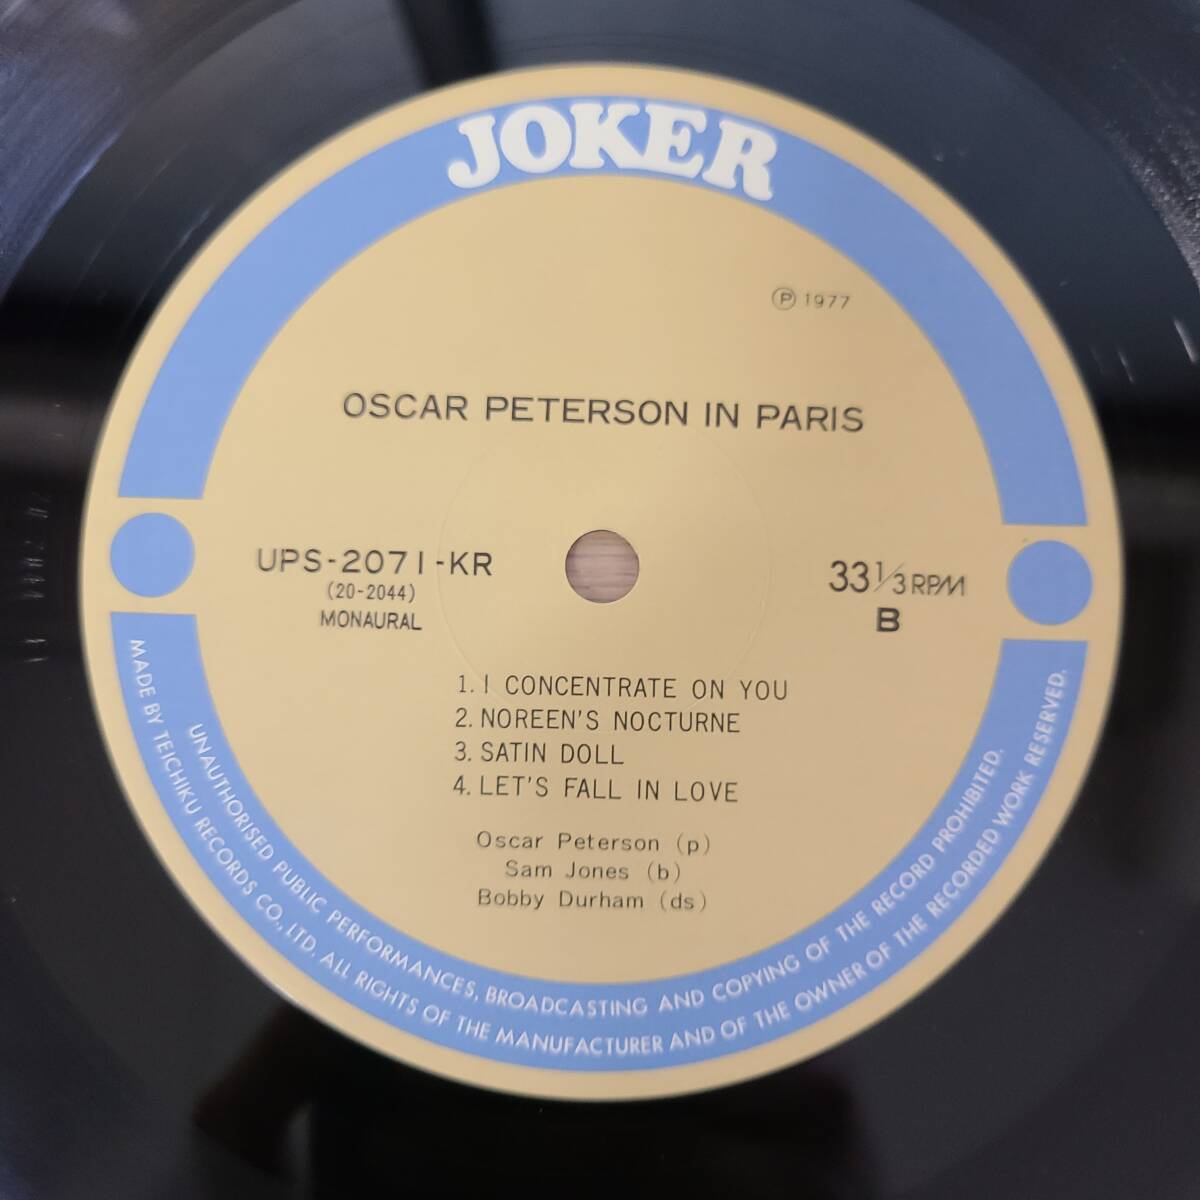 JOKER
Ⓟ 1977
OSCAR PETERSON IN PARIS
UPS-2071-KR
(20-2044)
MONAURAL
33 1/3 RPM
B
1. I CONCENTRATE ON YOU
2. NOREEN'S NOCTURNE
3. SATIN DOLL
4. LET'S FALL IN LOVE
Oscar Peterson (p)
Sam Jones (b)
Bobby Durham (ds)
UNAUTHORISED PUBLIC PERFORMANCES, BROADCASTING AND COPYING OF THE RECORD PROHIBITED.
MADE BY TEICHIKU RECORDS CO., LTD. ALL RIGHTS OF THE MANUFACTURER AND OF THE OWNER OF THE RECORDED WORK RESERVED.